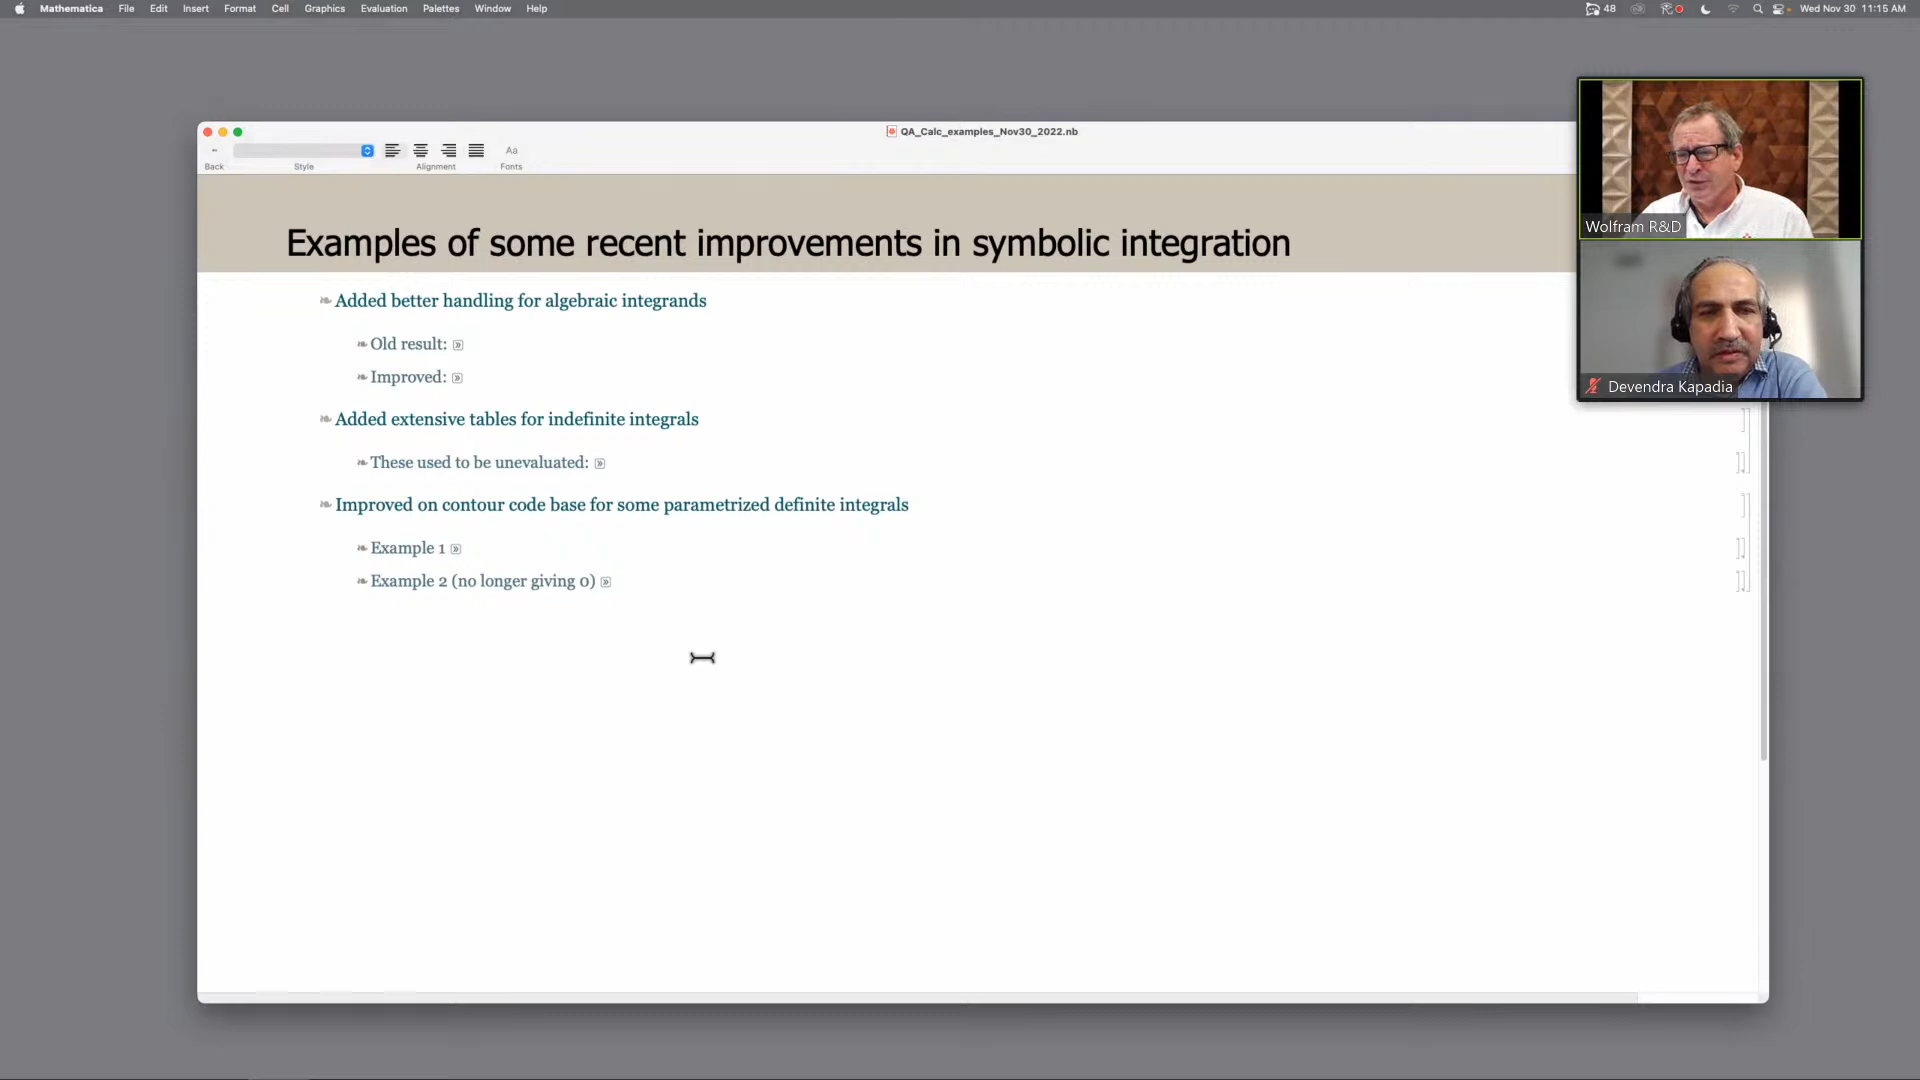 Mathematica File Edit Insert Format Cell Graphics Evaluation Palettes Window Help 48 Wed Nov 30 11:15 AM
QA_Calc_examples_Nov30_2022.nb
Aa
Back Style Alignment Fonts
Examples of some recent improvements in symbolic integration
Added better handling for algebraic integrands
Old result:
Improved:
Added extensive tables for indefinite integrals
These used to be unevaluated:
Improved on contour code base for some parametrized definite integrals
Example 1
Example 2 (no longer giving 0)
Wolfram R&D
Devendra Kapadia